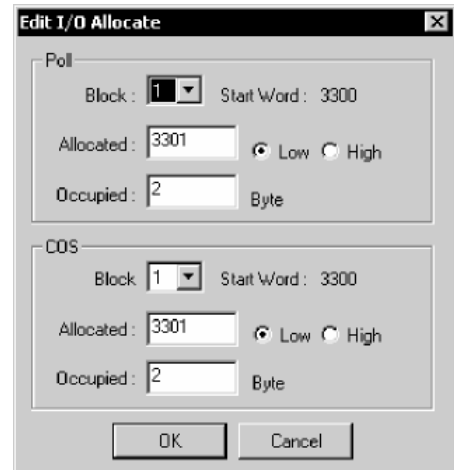 Edit I/O Allocate
Poll
Block : 1 Start Word : 3300
Allocated : 3301 Low High
Occupied : 2 Byte
COS
Block 1 Start Word : 3300
Allocated : 3301 Low High
Occupied : 2 Byte
OK Cancel